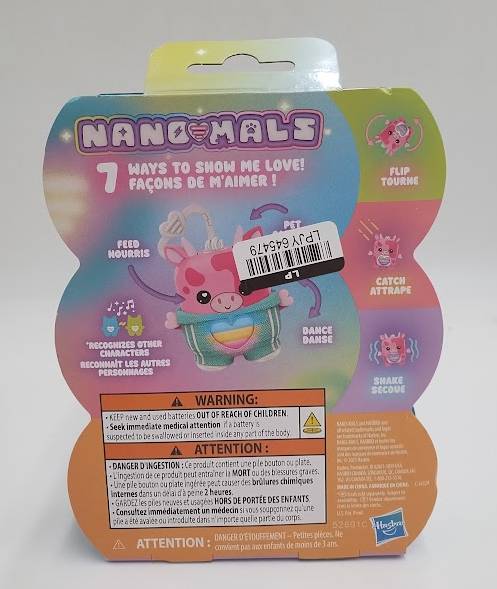 NANO MALS
7 WAYS TO SHOW ME LOVE!
FAÇONS DE M'AIMER !
FLIP
TOURNE
PET
FEED
NOURRIS
LPJY 645479
LP
CATCH
ATTRAPE
DANCE
DANSE
*RECOGNIZES OTHER
CHARACTERS
RECONNAÎT LES AUTRES
PERSONNAGES
SHAKE
SECOUE
WARNING:
• KEEP new and used batteries OUT OF REACH OF CHILDREN.
• Seek immediate medical attention if a battery is
suspected to be swallowed or inserted inside any part of the body.
ATTENTION :
• DANGER D'INGESTION : Ce produit contient une pile bouton ou plate.
• L'ingestion de ce produit peut entraîner la MORT ou des blessures graves.
• Une pile bouton ou plate ingérée peut causer des brûlures chimiques
internes dans un délai d'à peine 2 heures.
• GARDEZ les piles neuves et usagées HORS DE PORTÉE DES ENFANTS.
• Consultez immédiatement un médecin si vous soupçonnez qu'une
pile a été avalée ou introduite dans n'importe quelle partie du corps.
MADE IN CHINA. FABRIQUÉ EN CHINE.
Hasbro
ATTENTION : DANGER D'ÉTOUFFEMENT – Petites pièces. Ne
convient pas aux enfants de moins de 3 ans.